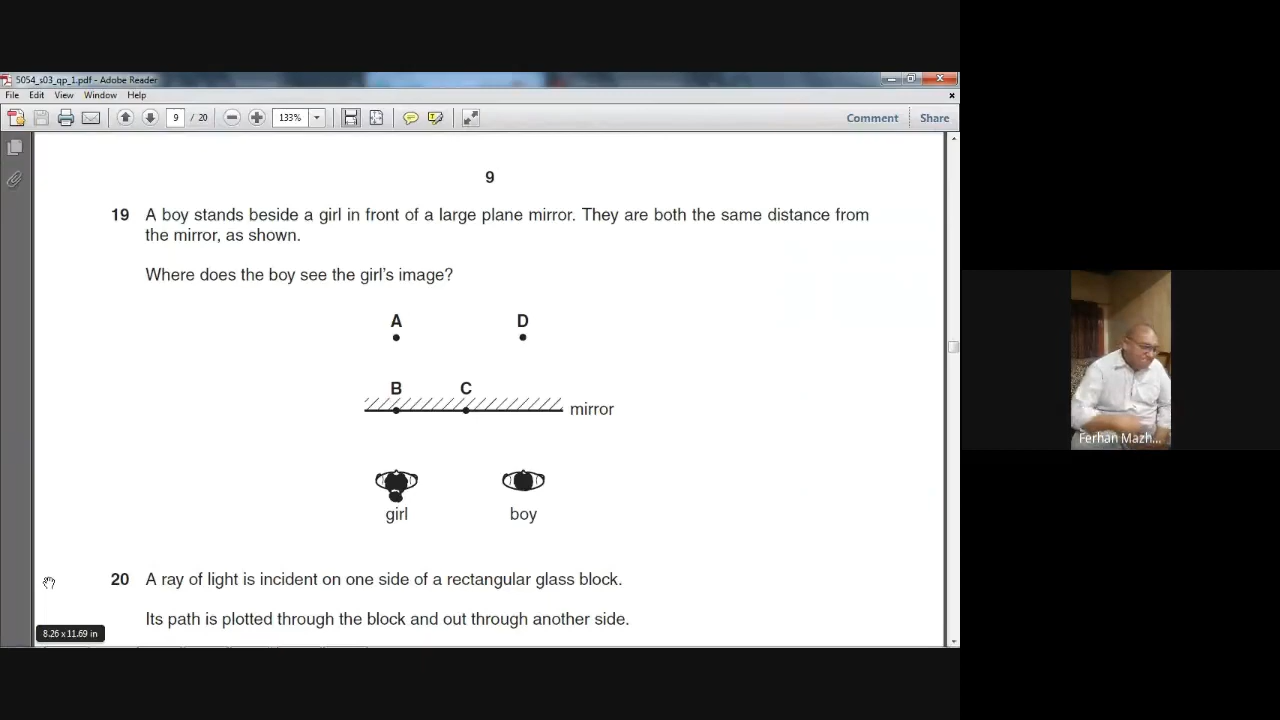 5054_s03_qp_1.pdf - Adobe Reader
File Edit View Window Help
9 / 20 133% Comment Share
9
19 A boy stands beside a girl in front of a large plane mirror. They are both the same distance from
the mirror, as shown.
Where does the boy see the girl's image?
A D
B C
mirror
girl boy
20 A ray of light is incident on one side of a rectangular glass block.
Its path is plotted through the block and out through another side.
8.26 x 11.69 in
Ferhan Mazh...